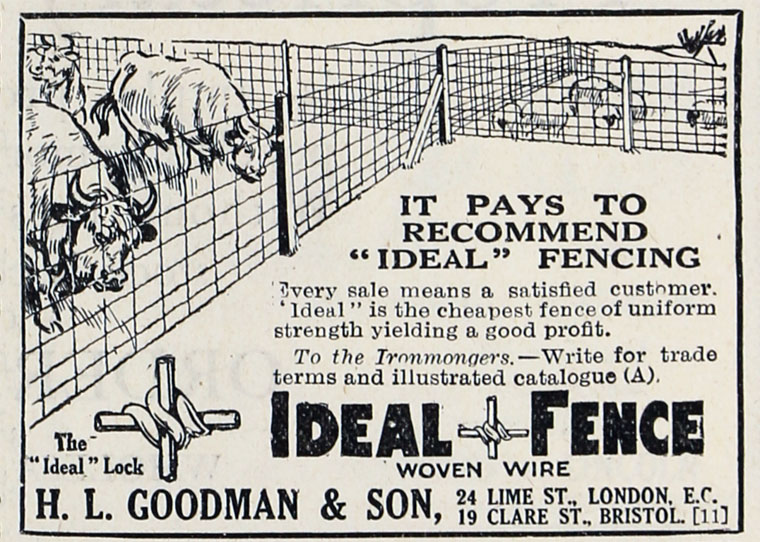 IT PAYS TO
RECOMMEND
“IDEAL” FENCING
Every sale means a satisfied customer.
‘Ideal” is the cheapest fence of uniform
strength yielding a good profit.
To the Ironmongers.—Write for trade
terms and illustrated catalogue (A).
The
“Ideal” Lock
IDEAL FENCE
WOVEN WIRE
H. L. GOODMAN & SON,
24 LIME ST., LONDON, E.C.
19 CLARE ST., BRISTOL. [11]